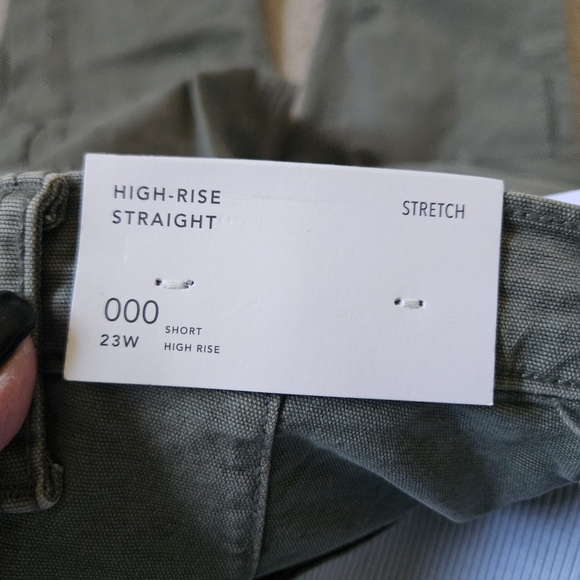 HIGH-RISE
STRAIGHT
STRETCH
000 SHORT
23W HIGH RISE